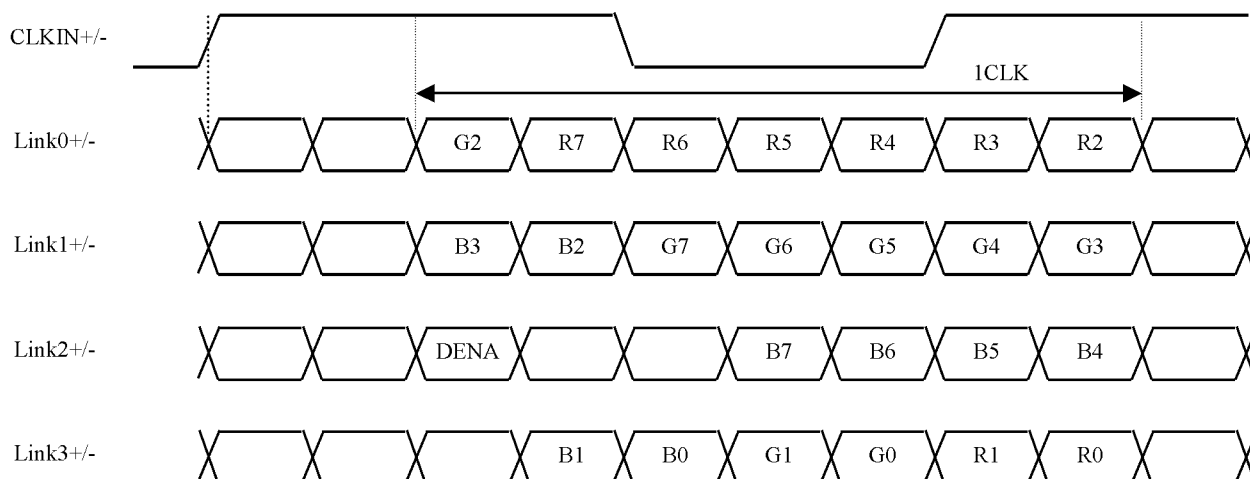 CLKIN+/-
1CLK
Link0+/- G2 R7 R6 R5 R4 R3 R2
Link1+/- B3 B2 G7 G6 G5 G4 G3
Link2+/- DENA B7 B6 B5 B4
Link3+/- B1 B0 G1 G0 R1 R0